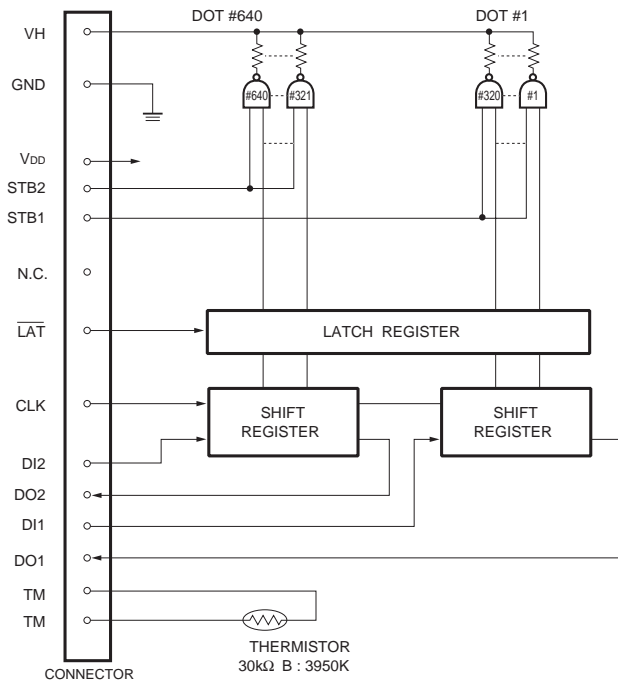 DOT #640 DOT #1
VH
GND
#640 #321 #320 #1
VDD
STB2
STB1
N.C.
LAT
LATCH REGISTER
CLK
SHIFT
REGISTER
SHIFT
REGISTER
DI2
DO2
DI1
DO1
TM
TM
THERMISTOR
30kΩ B : 3950K
CONNECTOR